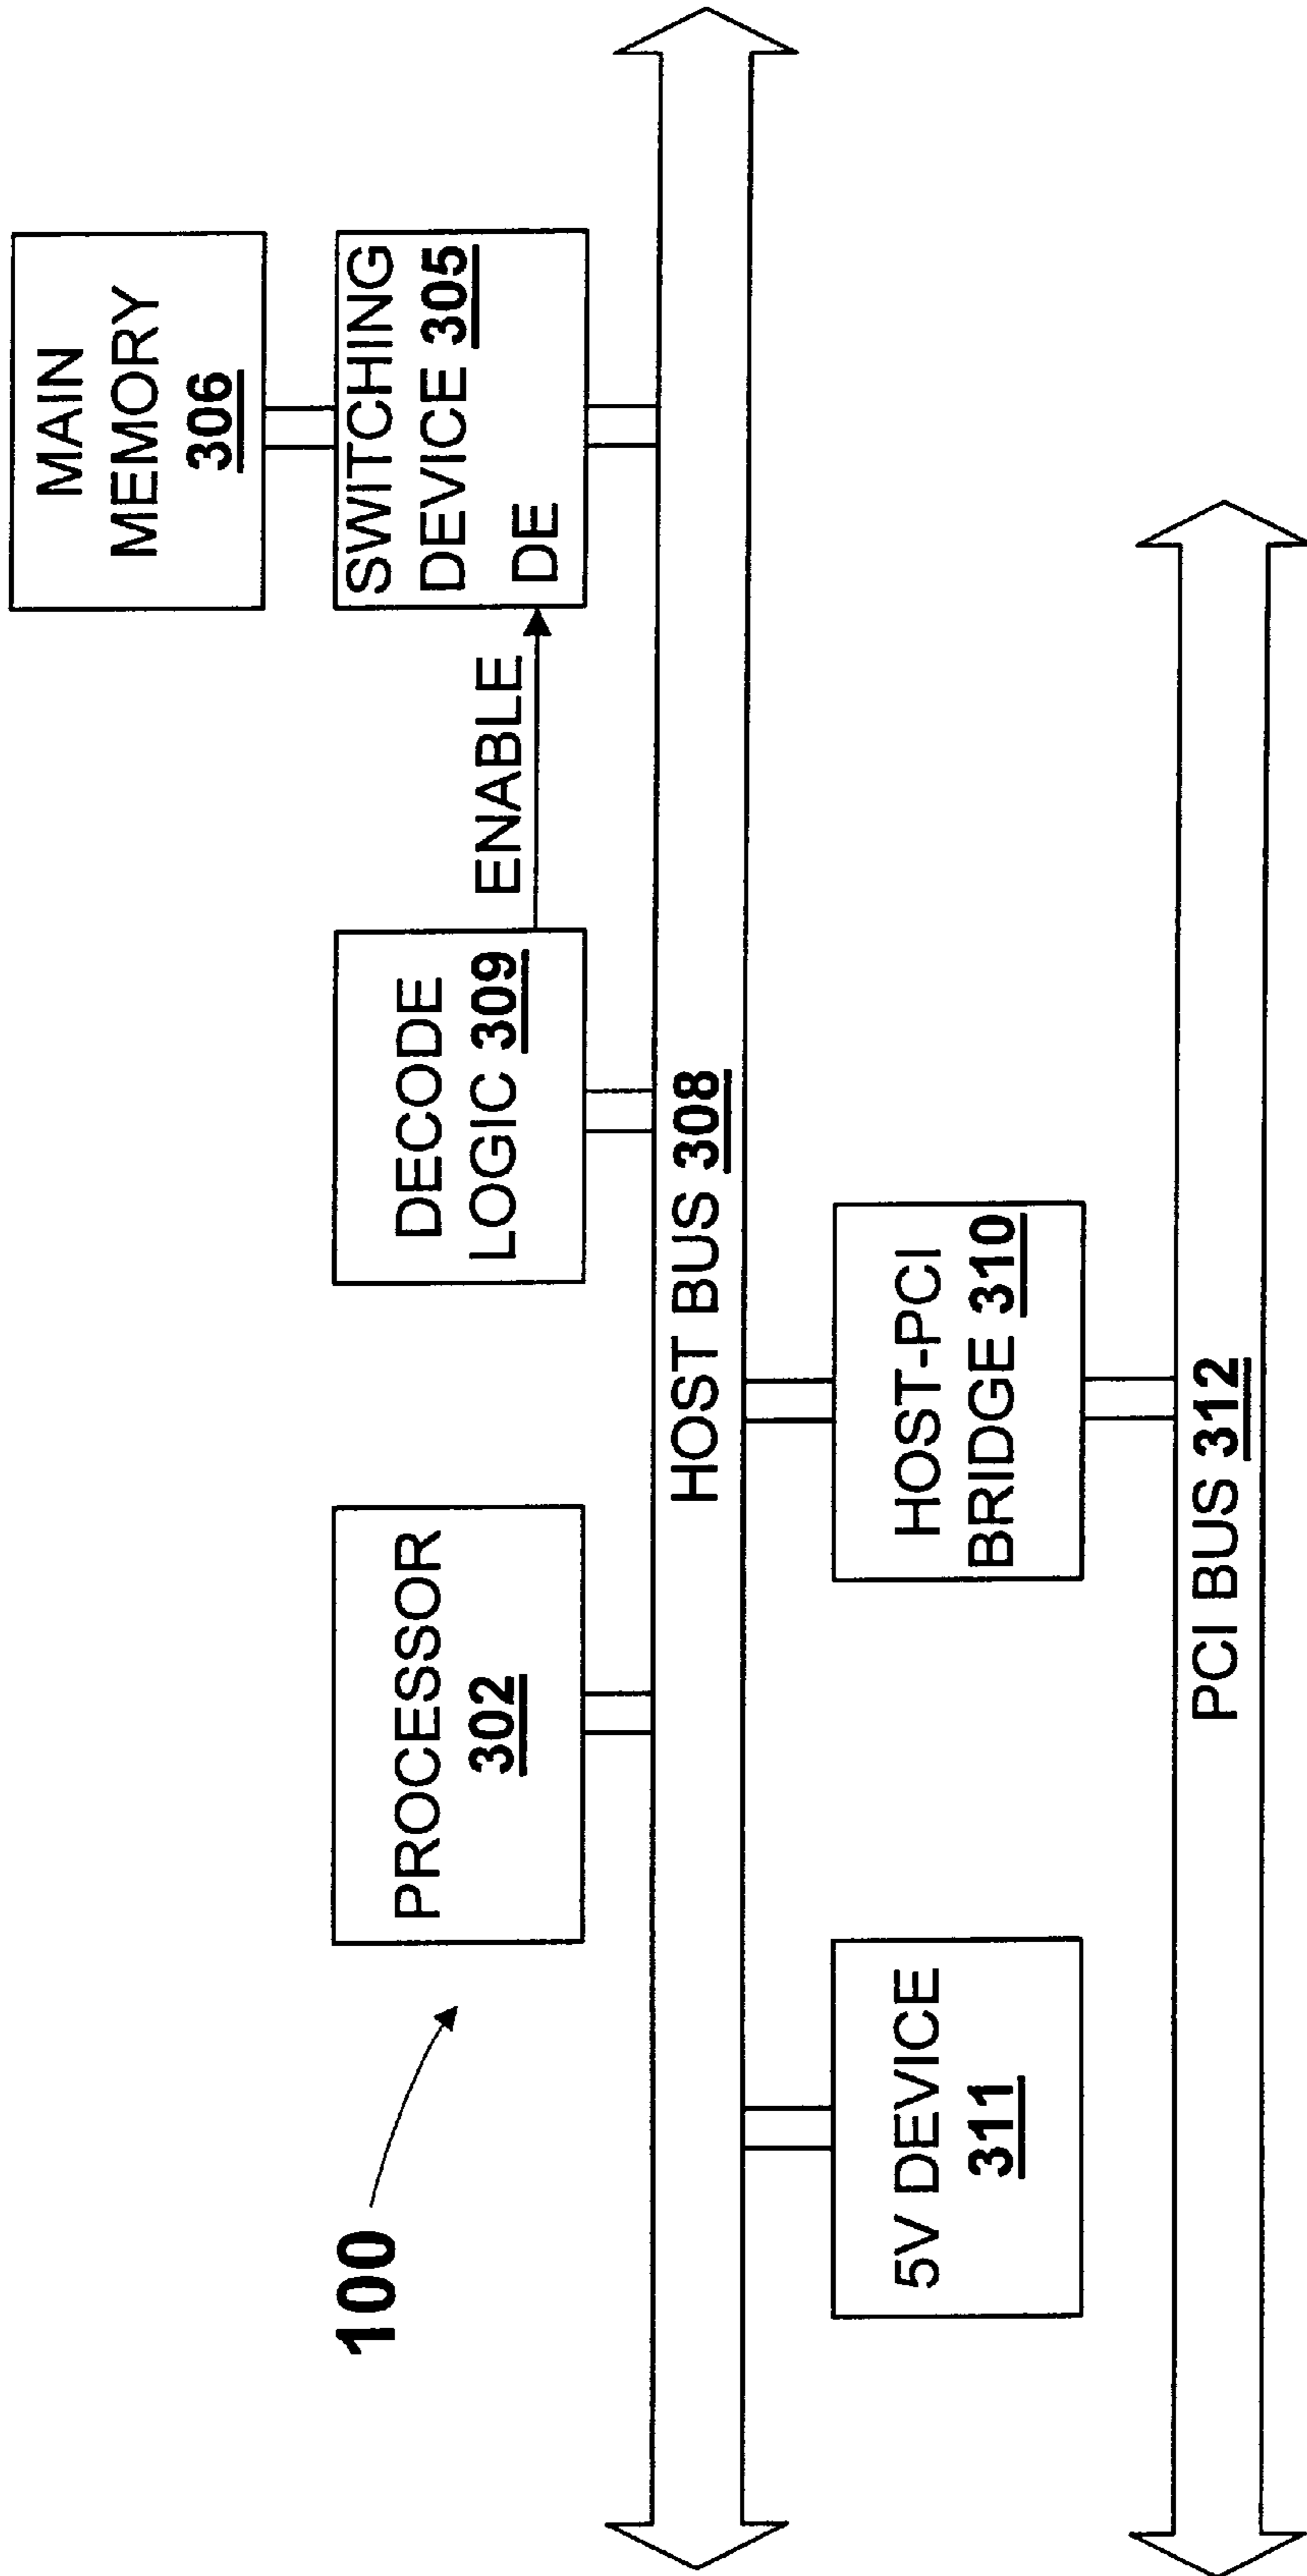 MAIN
MEMORY
306
SWITCHING
DEVICE 305
DE
ENABLE
DECODE
LOGIC 309
PROCESSOR
302
100
HOST BUS 308
HOST-PCI
BRIDGE 310
5V DEVICE
311
PCI BUS 312